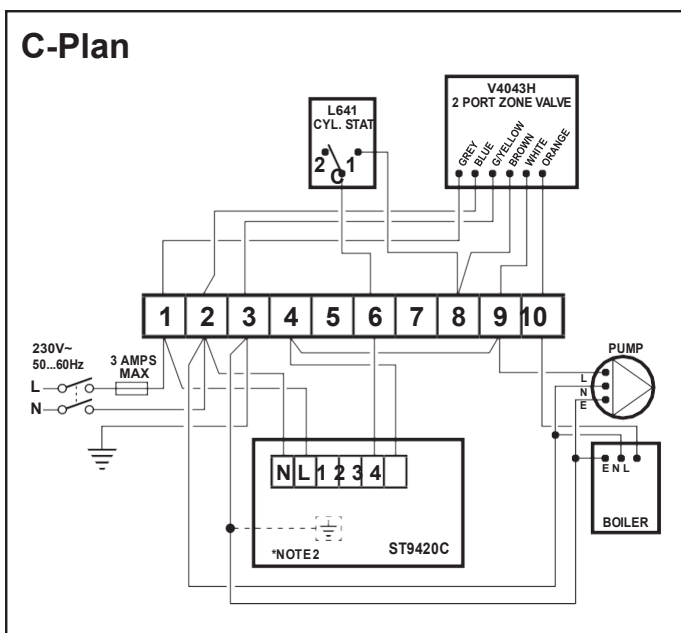 C-Plan
L641
CYL. STAT
2 1
C
V4043H
2 PORT ZONE VALVE
GREY BLUE G/YELLOW BROWN WHITE ORANGE
1 2 3 4 5 6 7 8 9 10
230V~
50...60Hz
3 AMPS
MAX
L
N
PUMP
L
N
E
N L 1 2 3 4
E N L
BOILER
*NOTE2
ST9420C